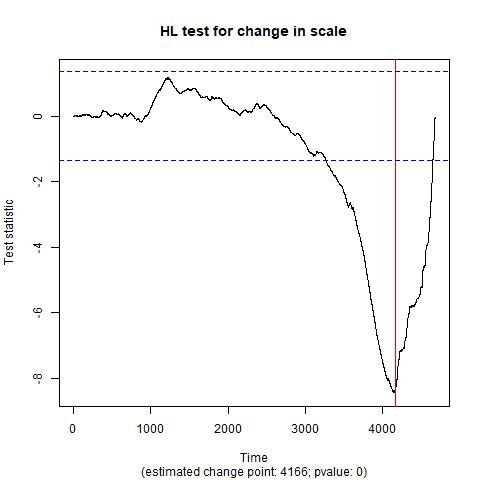 HL test for change in scale
Test statistic
0
-2
-4
-6
-8
0 1000 2000 3000 4000
Time
(estimated change point: 4166; pvalue: 0)